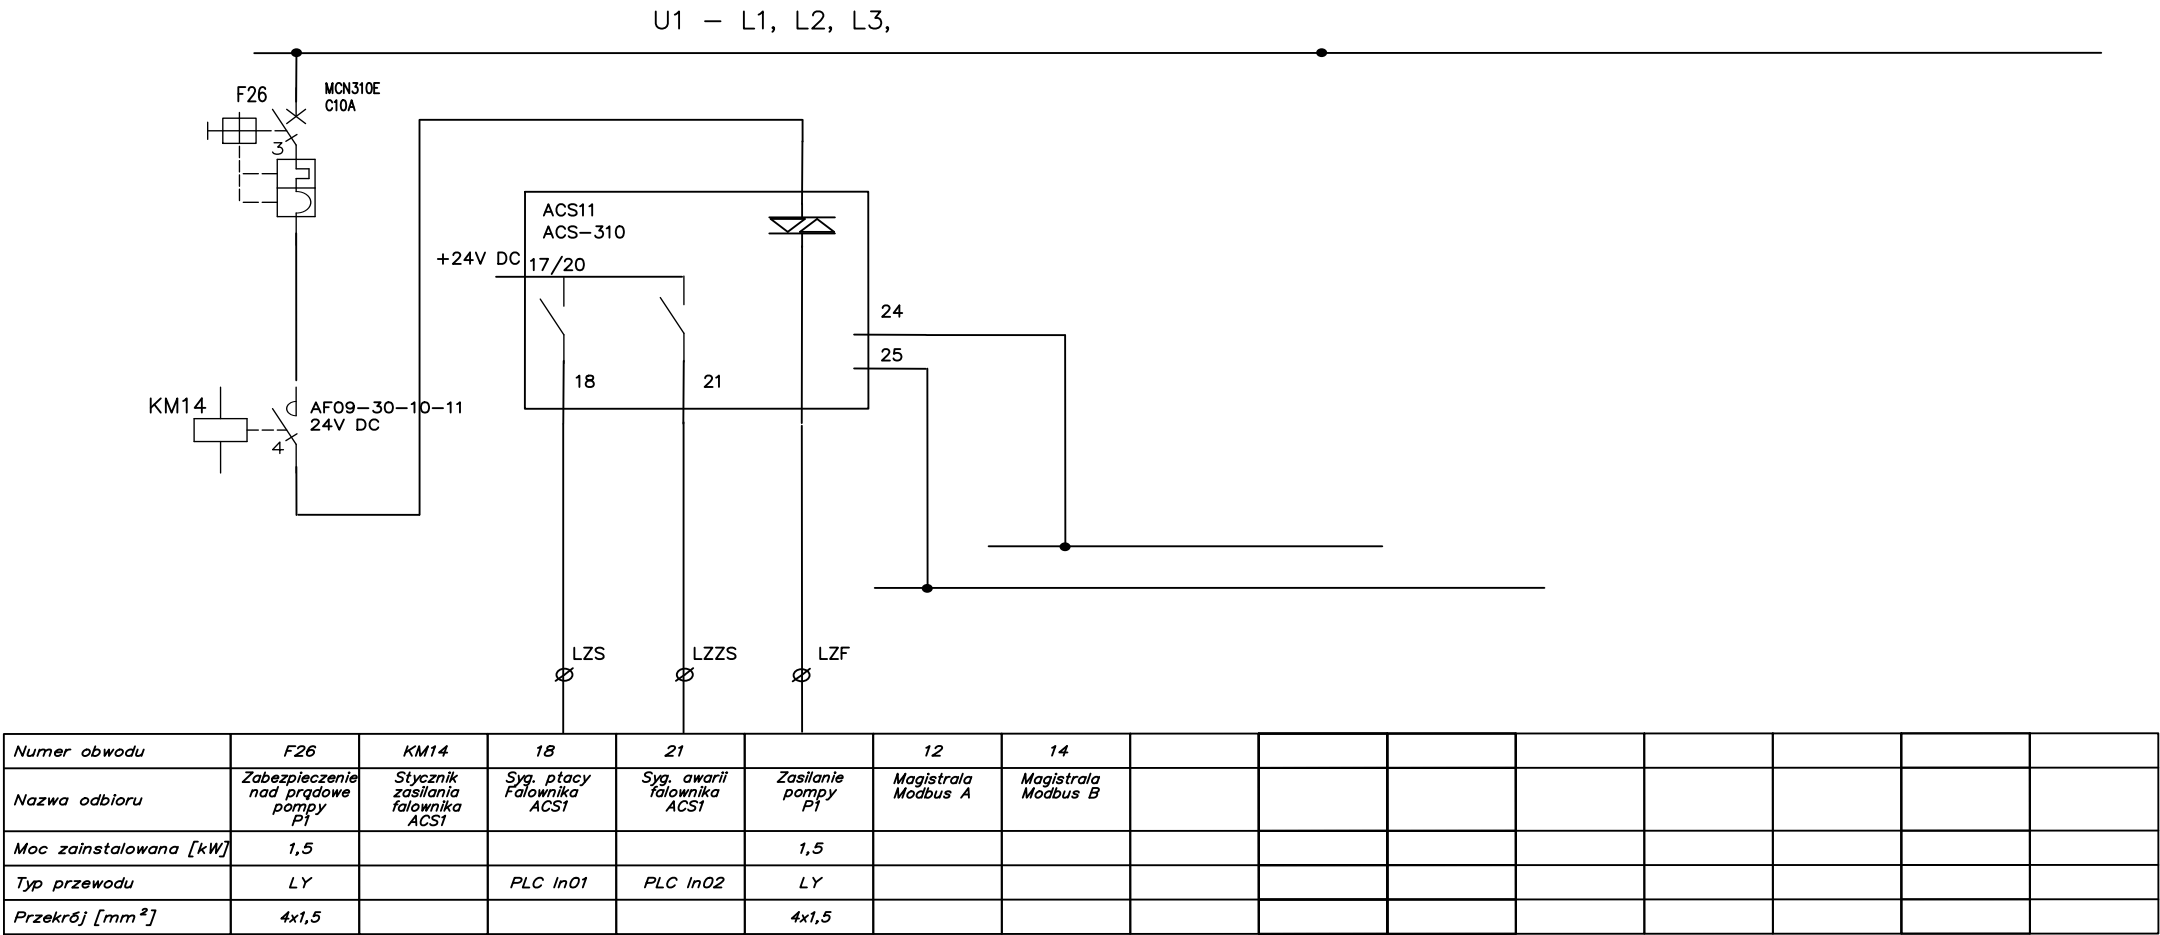 U1 – L1, L2, L3,
F26
MCN310E
C10A
3
ACS11
ACS–310
+24V DC
17/20
24
25
18
21
KM14
AF09–30–10–11
24V DC
4
LZS
LZZS
LZF
Numer obwodu F26 KM14 18 21 12 14
Nazwa odbioru
Zabezpieczenie
nad prądowe
pompy
P1
Stycznik
zasilania
falownika
ACS1
Syg. ptacy
Falownika
ACS1
Syg. awarii
falownika
ACS1
Zasilanie
pompy
P1
Magistrala
Modbus A
Magistrala
Modbus B
Moc zainstalowana [kW] 1,5 1,5
Typ przewodu LY PLC In01 PLC In02 LY
Przekrój [mm²] 4x1,5 4x1,5